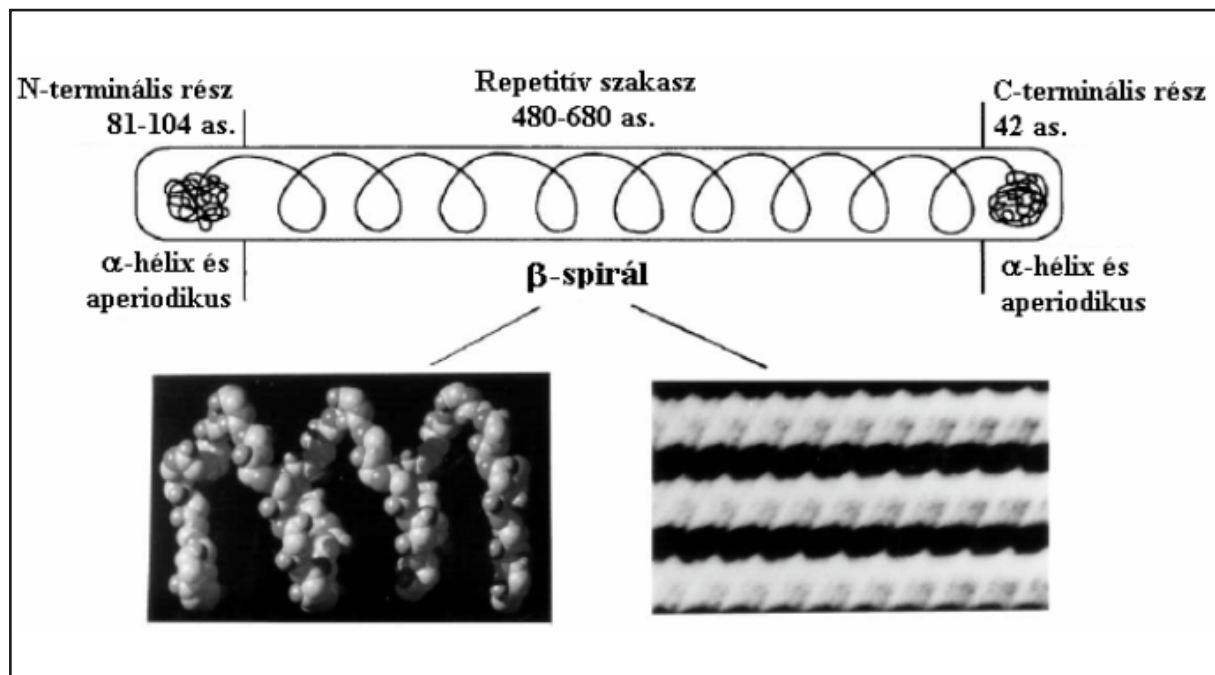 N-terminális rész
81-104 as.
Repetitív szakasz
480-680 as.
C-terminális rész
42 as.
α-hélix és
aperiodikus
β-spirál
α-hélix és
aperiodikus